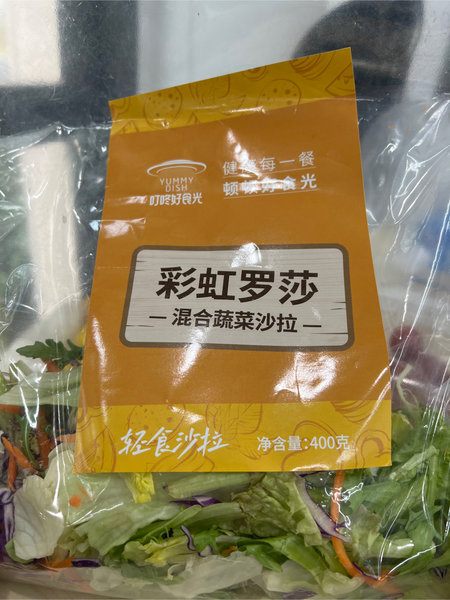 YUMMY
DISH
叮咚好食光
健康每一餐
顿顿好食光
彩虹罗莎
混合蔬菜沙拉
轻食沙拉
净含量:400克